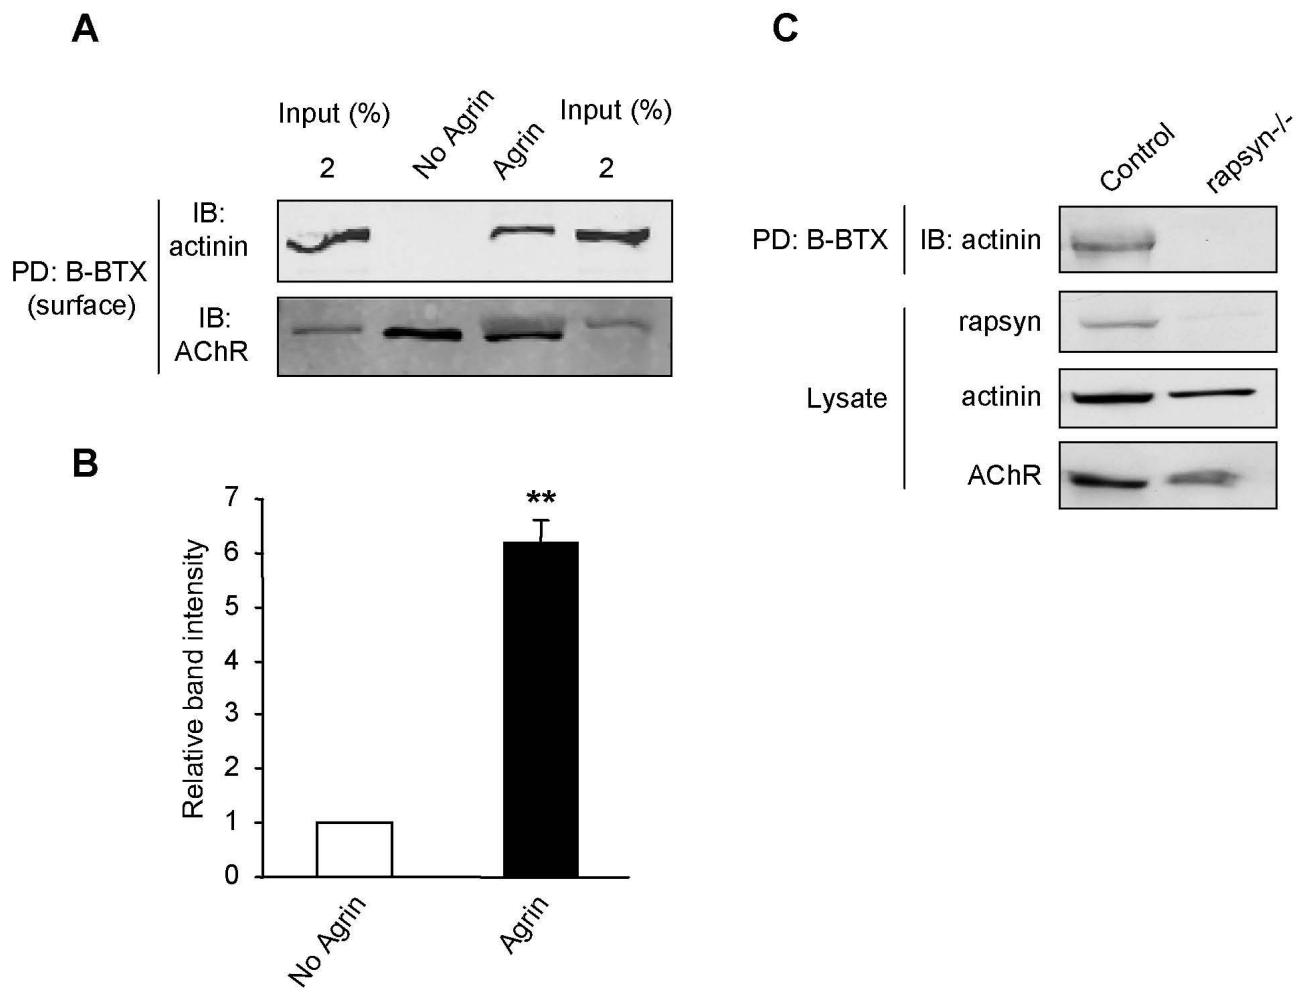 A
Input (%)
No Agrin
Agrin
Input (%)
2
2
PD: B-BTX
(surface)
IB:
actinin
IB:
AChR
B
Relative band intensity
7
6
5
4
3
2
1
0
**
No Agrin
Agrin
C
Control
rapsyn-/-
PD: B-BTX
IB: actinin
Lysate
rapsyn
actinin
AChR